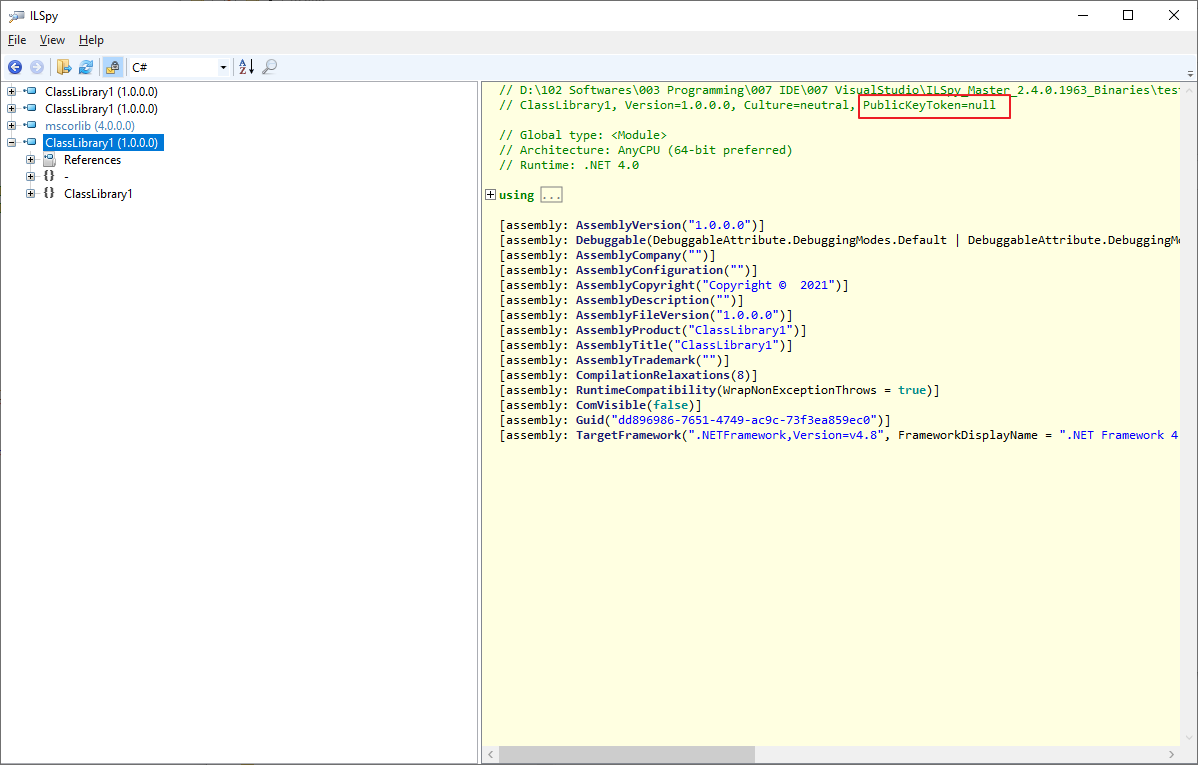 ILSpy
File View Help
C#
ClassLibrary1 (1.0.0.0)
ClassLibrary1 (1.0.0.0)
mscorlib (4.0.0.0)
ClassLibrary1 (1.0.0.0)
References
{} -
{} ClassLibrary1
// D:\102 Softwares\003 Programming\007 IDE\007 VisualStudio\ILSpy_Master_2.4.0.1963_Binaries\test
// ClassLibrary1, Version=1.0.0.0, Culture=neutral, PublicKeyToken=null
// Global type: <Module>
// Architecture: AnyCPU (64-bit preferred)
// Runtime: .NET 4.0
using ...
[assembly: AssemblyVersion("1.0.0.0")]
[assembly: Debuggable(DebuggableAttribute.DebuggingModes.Default | DebuggableAttribute.DebuggingMo
[assembly: AssemblyCompany("")]
[assembly: AssemblyConfiguration("")]
[assembly: AssemblyCopyright("Copyright ©  2021")]
[assembly: AssemblyDescription("")]
[assembly: AssemblyFileVersion("1.0.0.0")]
[assembly: AssemblyProduct("ClassLibrary1")]
[assembly: AssemblyTitle("ClassLibrary1")]
[assembly: AssemblyTrademark("")]
[assembly: CompilationRelaxations(8)]
[assembly: RuntimeCompatibility(WrapNonExceptionThrows = true)]
[assembly: ComVisible(false)]
[assembly: Guid("dd896986-7651-4749-ac9c-73f3ea859ec0")]
[assembly: TargetFramework(".NETFramework,Version=v4.8", FrameworkDisplayName = ".NET Framework 4